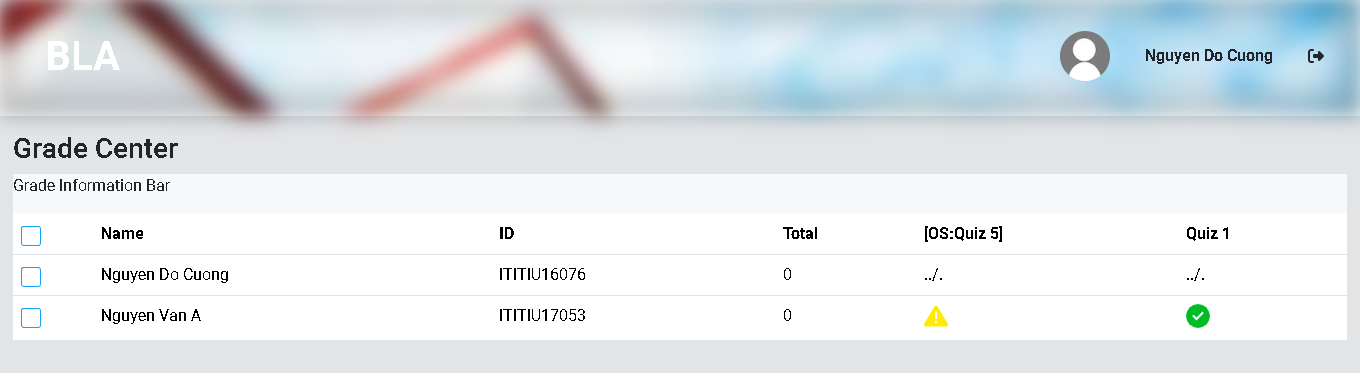 BLA
Nguyen Do Cuong
Grade Center
Grade Information Bar
Name ID Total [OS:Quiz 5] Quiz 1
Nguyen Do Cuong ITITIU16076 0 ../. ../.
Nguyen Van A ITITIU17053 0